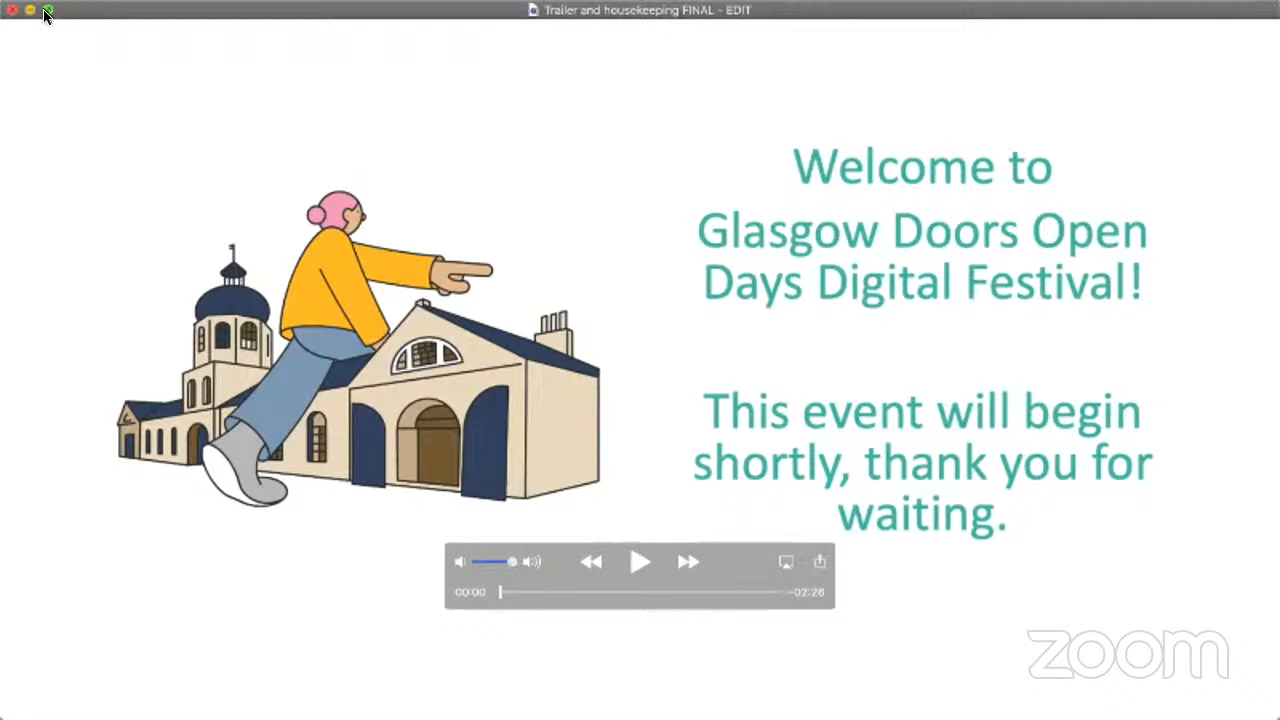 Trailer and housekeeping FINAL - EDIT
Welcome to
Glasgow Doors Open
Days Digital Festival!
This event will begin
shortly, thank you for
waiting.
00:00
-02:26
zoom